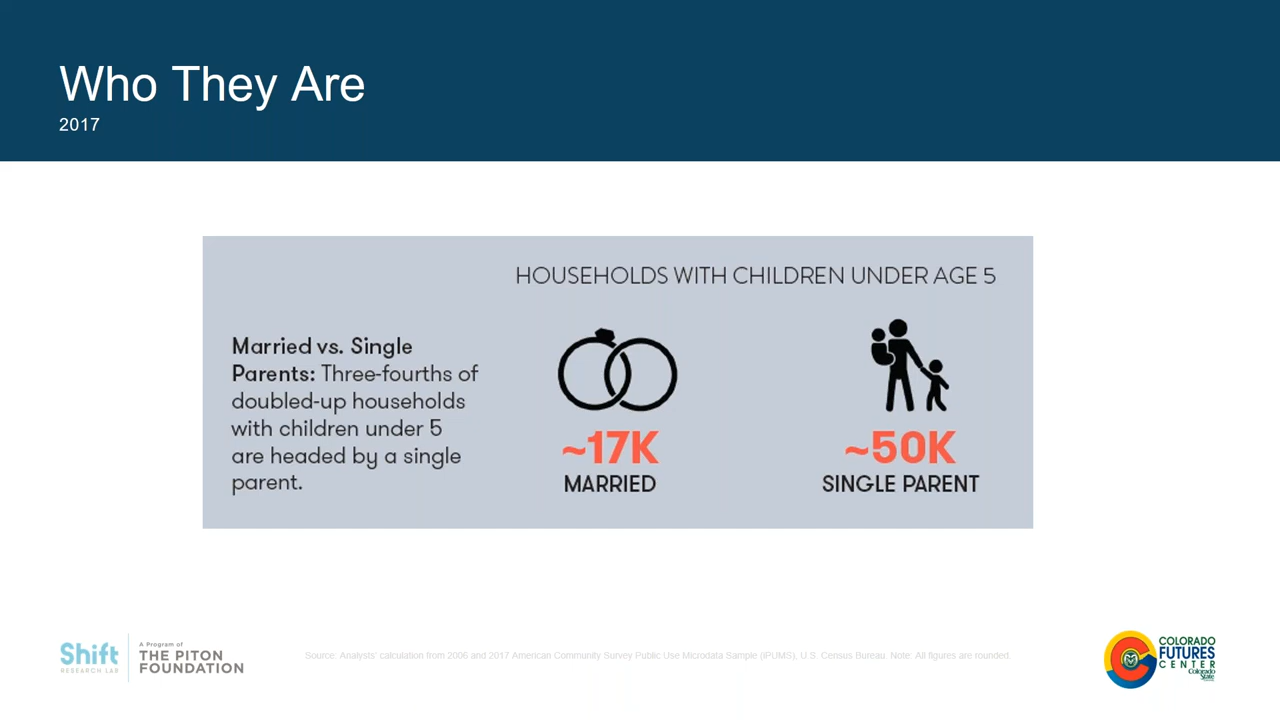 Who They Are
2017
HOUSEHOLDS WITH CHILDREN UNDER AGE 5
Married vs. Single
Parents: Three-fourths of
doubled-up households
with children under 5
are headed by a single
parent.
~17K
MARRIED
~50K
SINGLE PARENT
Shift
RESEARCH LAB
A Program of
THE PITON
FOUNDATION
Source: Analysts' calculation from 2006 and 2017 American Community Survey Public Use Microdata Sample (iPUMS), U.S. Census Bureau. Note: All figures are rounded.
COLORADO
FUTURES
CENTER
Colorado
State